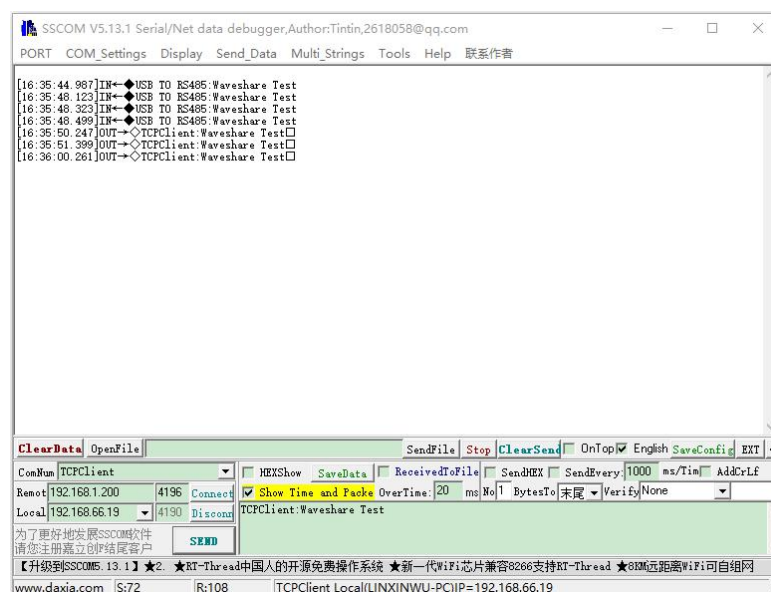 SSCOM V5.13.1 Serial/Net data debugger,Author:Tintin,2618058@qq.com
PORT COM_Settings Display Send_Data Multi_Strings Tools Help 联系作者
[16:35:44.987]IN←◆USB TO RS485:Waveshare Test
[16:35:48.123]IN←◆USB TO RS485:Waveshare Test
[16:35:48.323]IN←◆USB TO RS485:Waveshare Test
[16:35:48.499]IN←◆USB TO RS485:Waveshare Test
[16:35:50.247]OUT→◇TCPClient:Waveshare Test□
[16:35:51.399]OUT→◇TCPClient:Waveshare Test□
[16:36:00.261]OUT→◇TCPClient:Waveshare Test□
ClearData OpenFile SendFile Stop ClearSend OnTop English SaveConfig EXT
ComNum TCPClient HEXShow SaveData ReceivedToFile SendHEX SendEvery: 1000 ms/Tim AddCrLf
Remot 192.168.1.200 4196 Connect Show Time and Packe OverTime: 20 ms No 1 BytesTo 末尾 Verify None
Local 192.168.66.19 4190 Disconn TCPClient:Waveshare Test
为了更好地发展SSCOM软件
请您注册嘉立创F结尾客户
SEND
【升级到SSCOM5.13.1】★2. ★RT-Thread中国人的开源免费操作系统 ★新一代WiFi芯片兼容8266支持RT-Thread ★8KM远距离WiFi可自组网
www.daxia.com S:72 R:108 TCPClient Local(LINXINWU-PC)IP=192.168.66.19